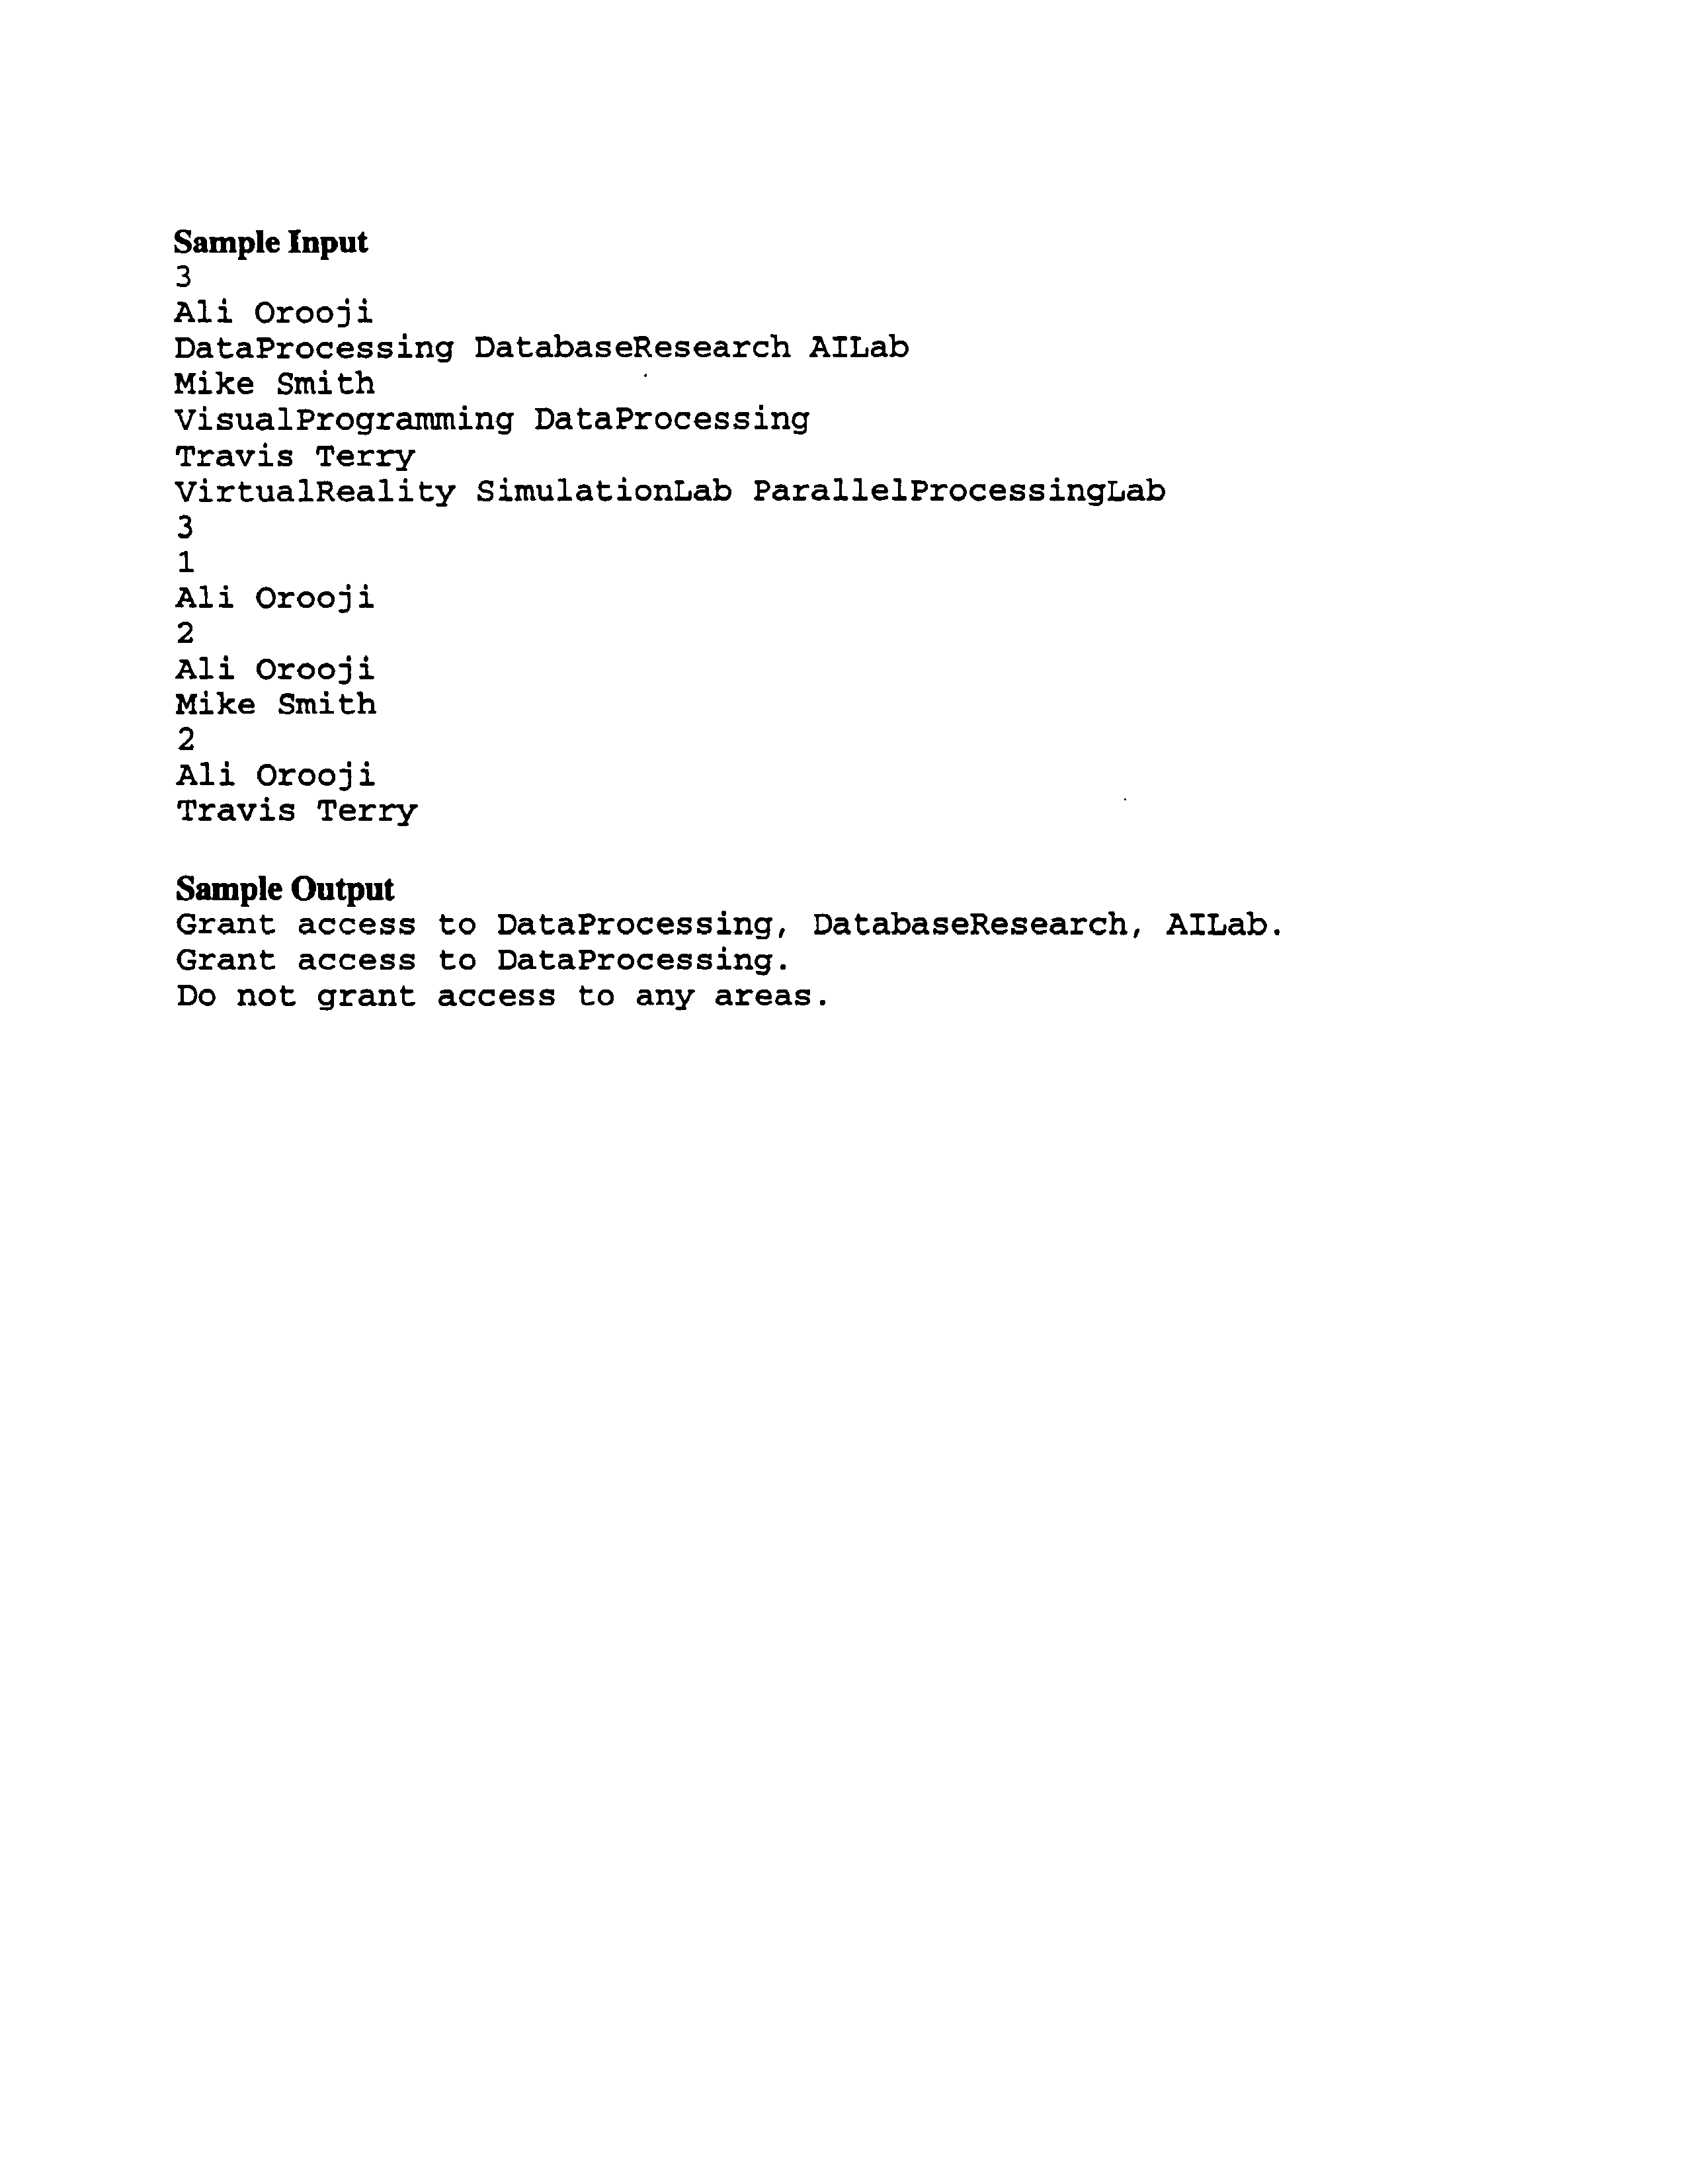 Sample Input
3
Ali Orooji
DataProcessing DatabaseResearch AILab
Mike Smith
VisualProgramming DataProcessing
Travis Terry
VirtualReality SimulationLab ParallelProcessingLab
3
1
Ali Orooji
2
Ali Orooji
Mike Smith
2
Ali Orooji
Travis Terry
Sample Output
Grant access to DataProcessing, DatabaseResearch, AILab.
Grant access to DataProcessing.
Do not grant access to any areas.